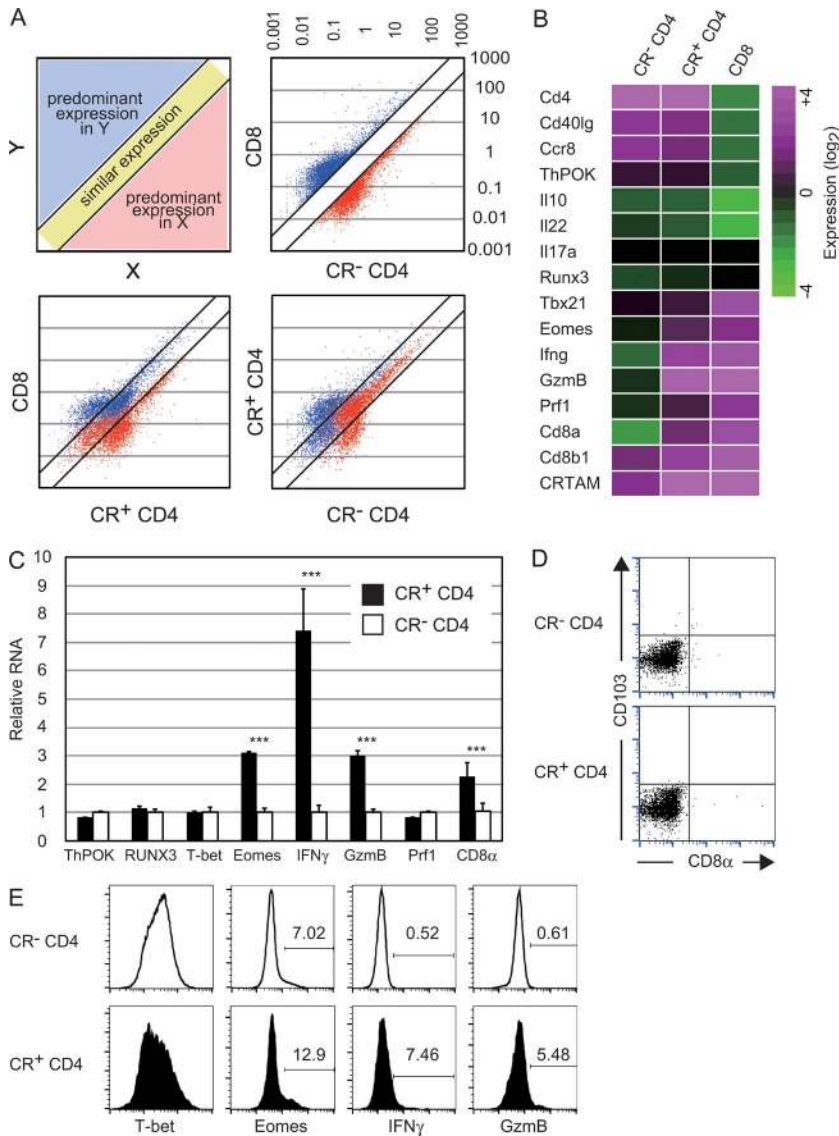 A
0.001
0.01
0.1
1
10
100
1000
predominant
expression
in Y
similar expression
predominant
expression
in X
Y
X
CD8
1000
100
10
1
0.1
0.01
0.001
CR- CD4
CD8
CR+ CD4
CR+ CD4
CR- CD4
B
CR- CD4
CR+ CD4
CD8
Cd4
Cd40lg
Ccr8
ThPOK
Il10
Il22
Il17a
Runx3
Tbx21
Eomes
Ifng
GzmB
Prf1
Cd8a
Cd8b1
CRTAM
+4
0
-4
Expression (log2)
C
Relative RNA
10
9
8
7
6
5
4
3
2
1
0
***
***
***
***
CR+ CD4
CR- CD4
ThPOK RUNX3 T-bet Eomes IFNγ GzmB Prf1 CD8α
D
CR- CD4
CD103
CR+ CD4
CD8α
E
CR- CD4
7.02
0.52
0.61
CR+ CD4
12.9
7.46
5.48
T-bet Eomes IFNγ GzmB